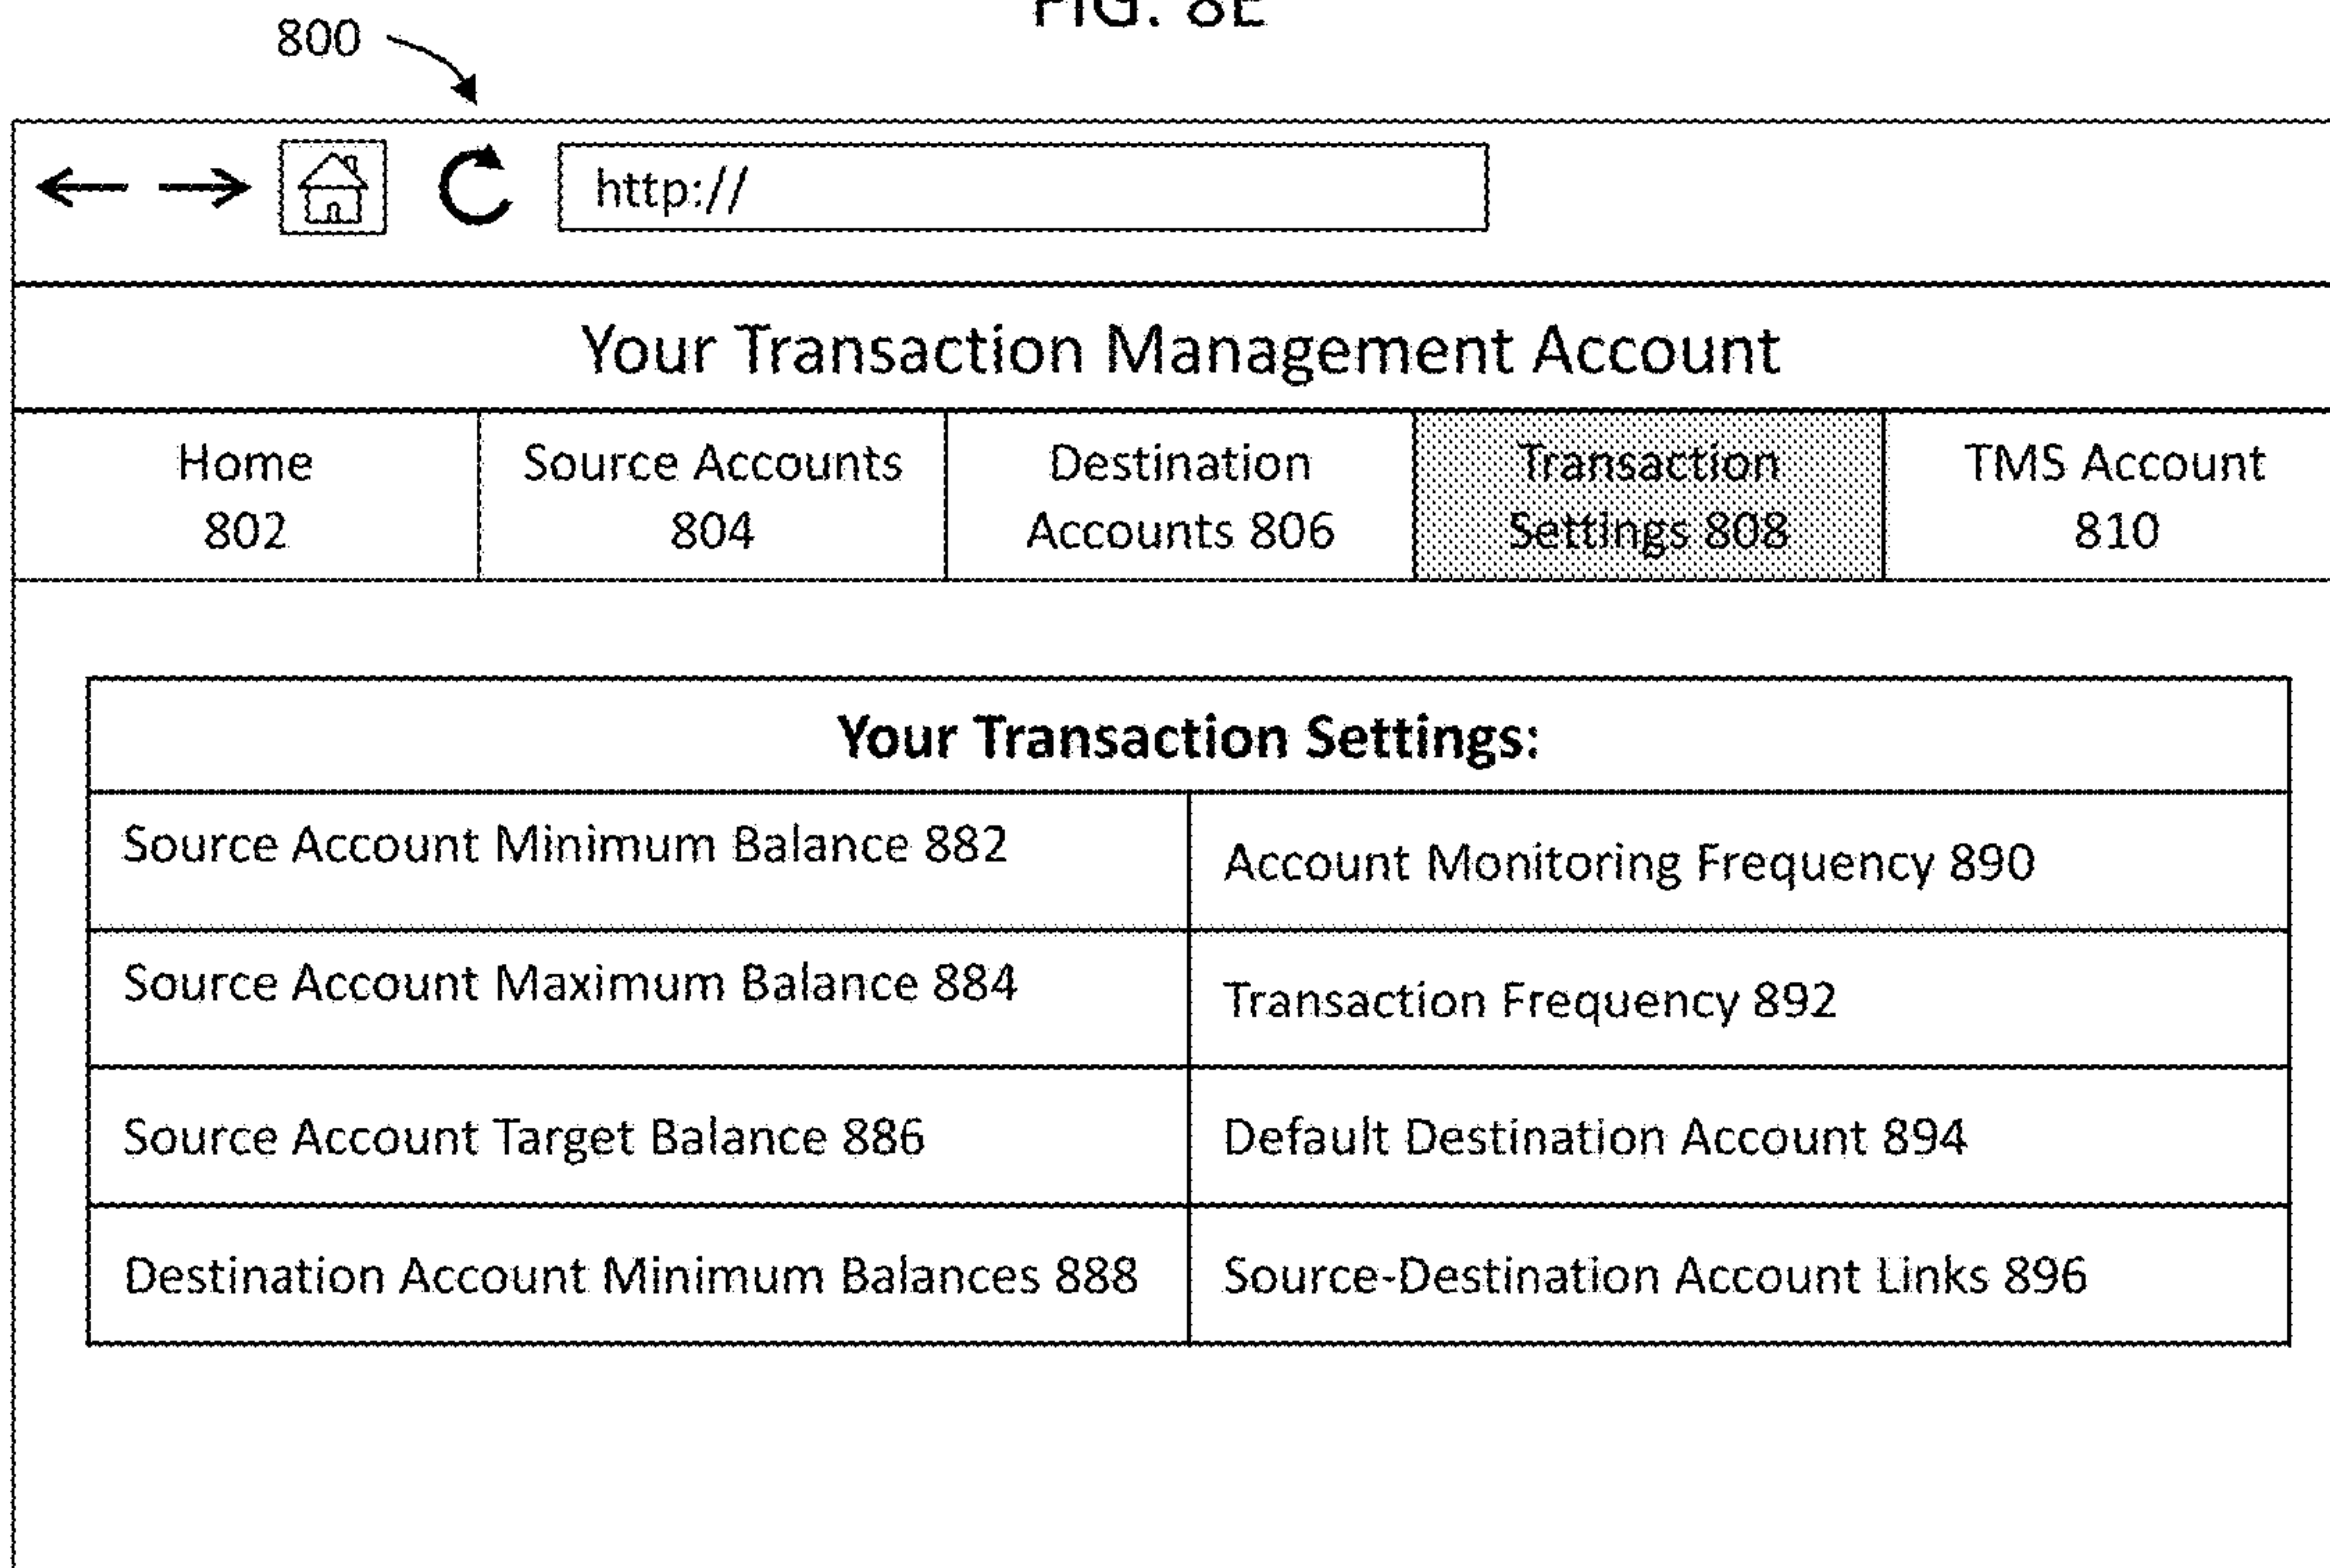 FIG. 8E
800
http://
Your Transaction Management Account
Home
802
Source Accounts
804
Destination
Accounts 806
Transaction
Settings 808
TMS Account
810
Your Transaction Settings:
Source Account Minimum Balance 882
Account Monitoring Frequency 890
Source Account Maximum Balance 884
Transaction Frequency 892
Source Account Target Balance 886
Default Destination Account 894
Destination Account Minimum Balances 888
Source-Destination Account Links 896